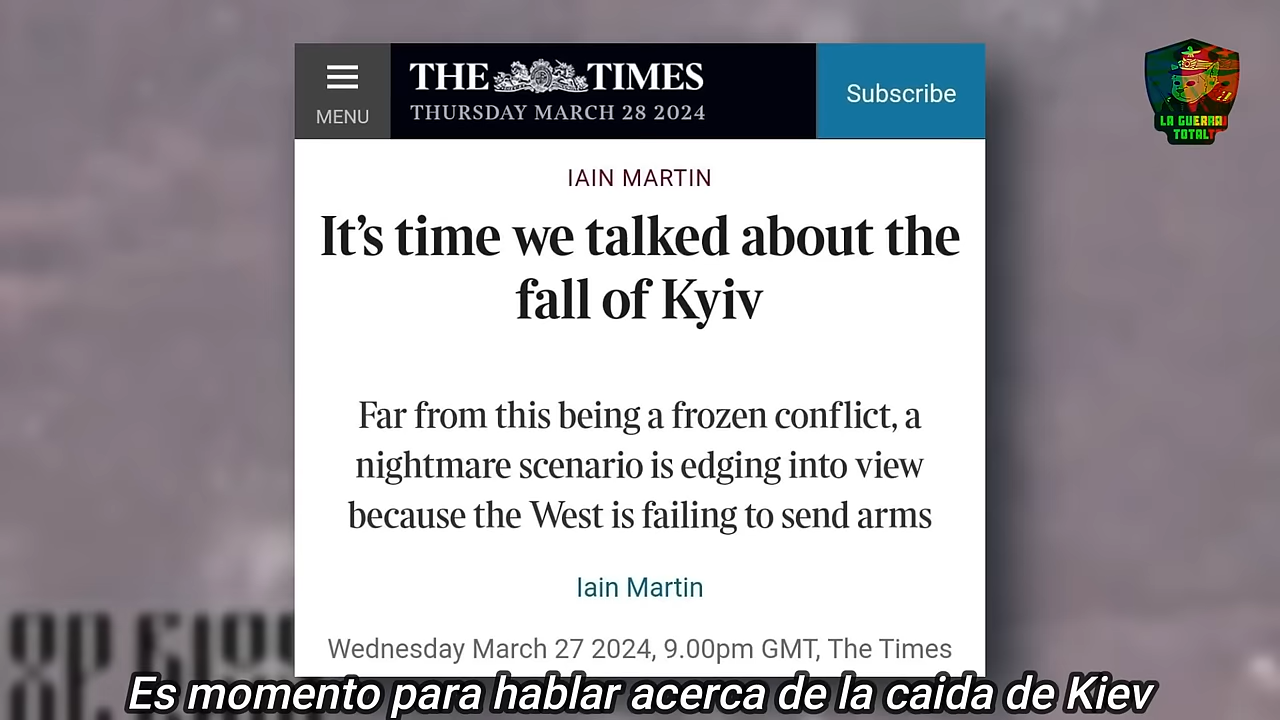 THE TIMES
THURSDAY MARCH 28 2024
MENU
Subscribe
IAIN MARTIN
It's time we talked about the
fall of Kyiv
Far from this being a frozen conflict, a
nightmare scenario is edging into view
because the West is failing to send arms
Iain Martin
Wednesday March 27 2024, 9.00pm GMT, The Times
Es momento para hablar acerca de la caida de Kiev
LA GUERRA
TOTAL